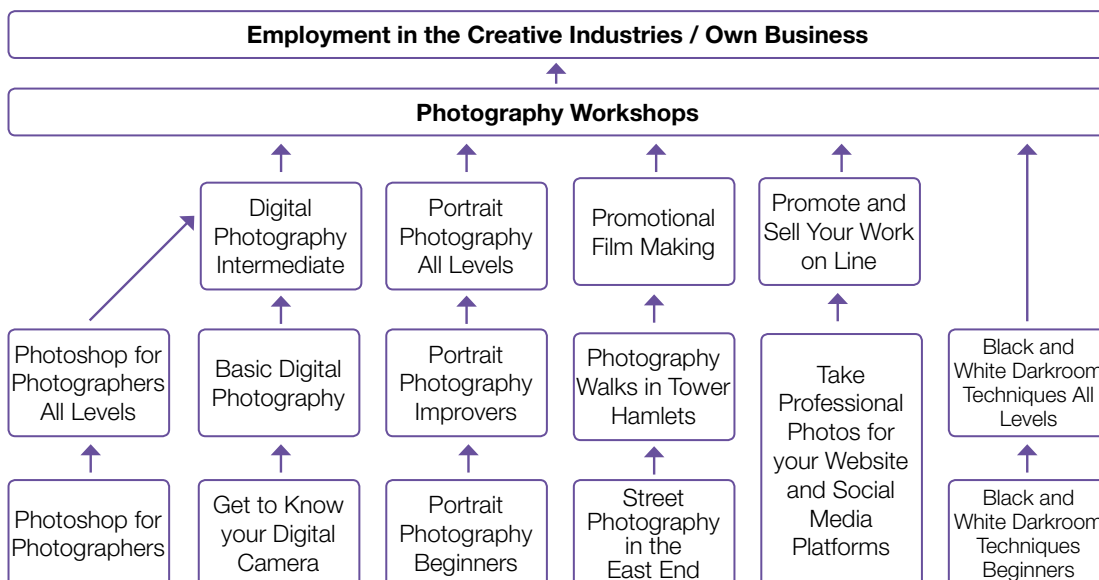 Employment in the Creative Industries / Own Business
Photography Workshops
Digital
Photography
Intermediate
Portrait
Photography
All Levels
Promotional
Film Making
Promote and
Sell Your Work
on Line
Photoshop for
Photographers
All Levels
Basic Digital
Photography
Portrait
Photography
Improvers
Photography
Walks in Tower
Hamlets
Take
Professional
Photos for
your Website
and Social
Media
Platforms
Black and
White Darkroom
Techniques All
Levels
Photoshop for
Photographers
Get to Know
your Digital
Camera
Portrait
Photography
Beginners
Street
Photography
in the
East End
Black and
White Darkroom
Techniques
Beginners